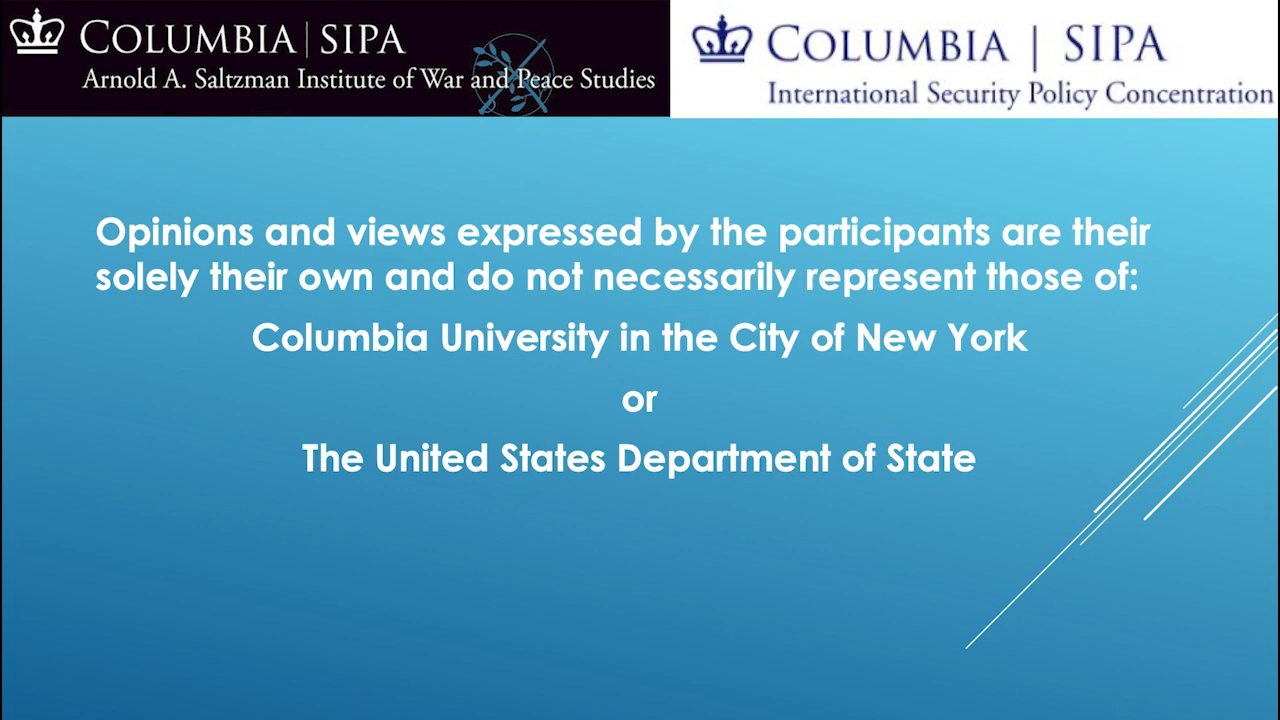 COLUMBIA | SIPA
Arnold A. Saltzman Institute of War and Peace Studies
COLUMBIA | SIPA
International Security Policy Concentration
Opinions and views expressed by the participants are their
solely their own and do not necessarily represent those of:
Columbia University in the City of New York
or
The United States Department of State